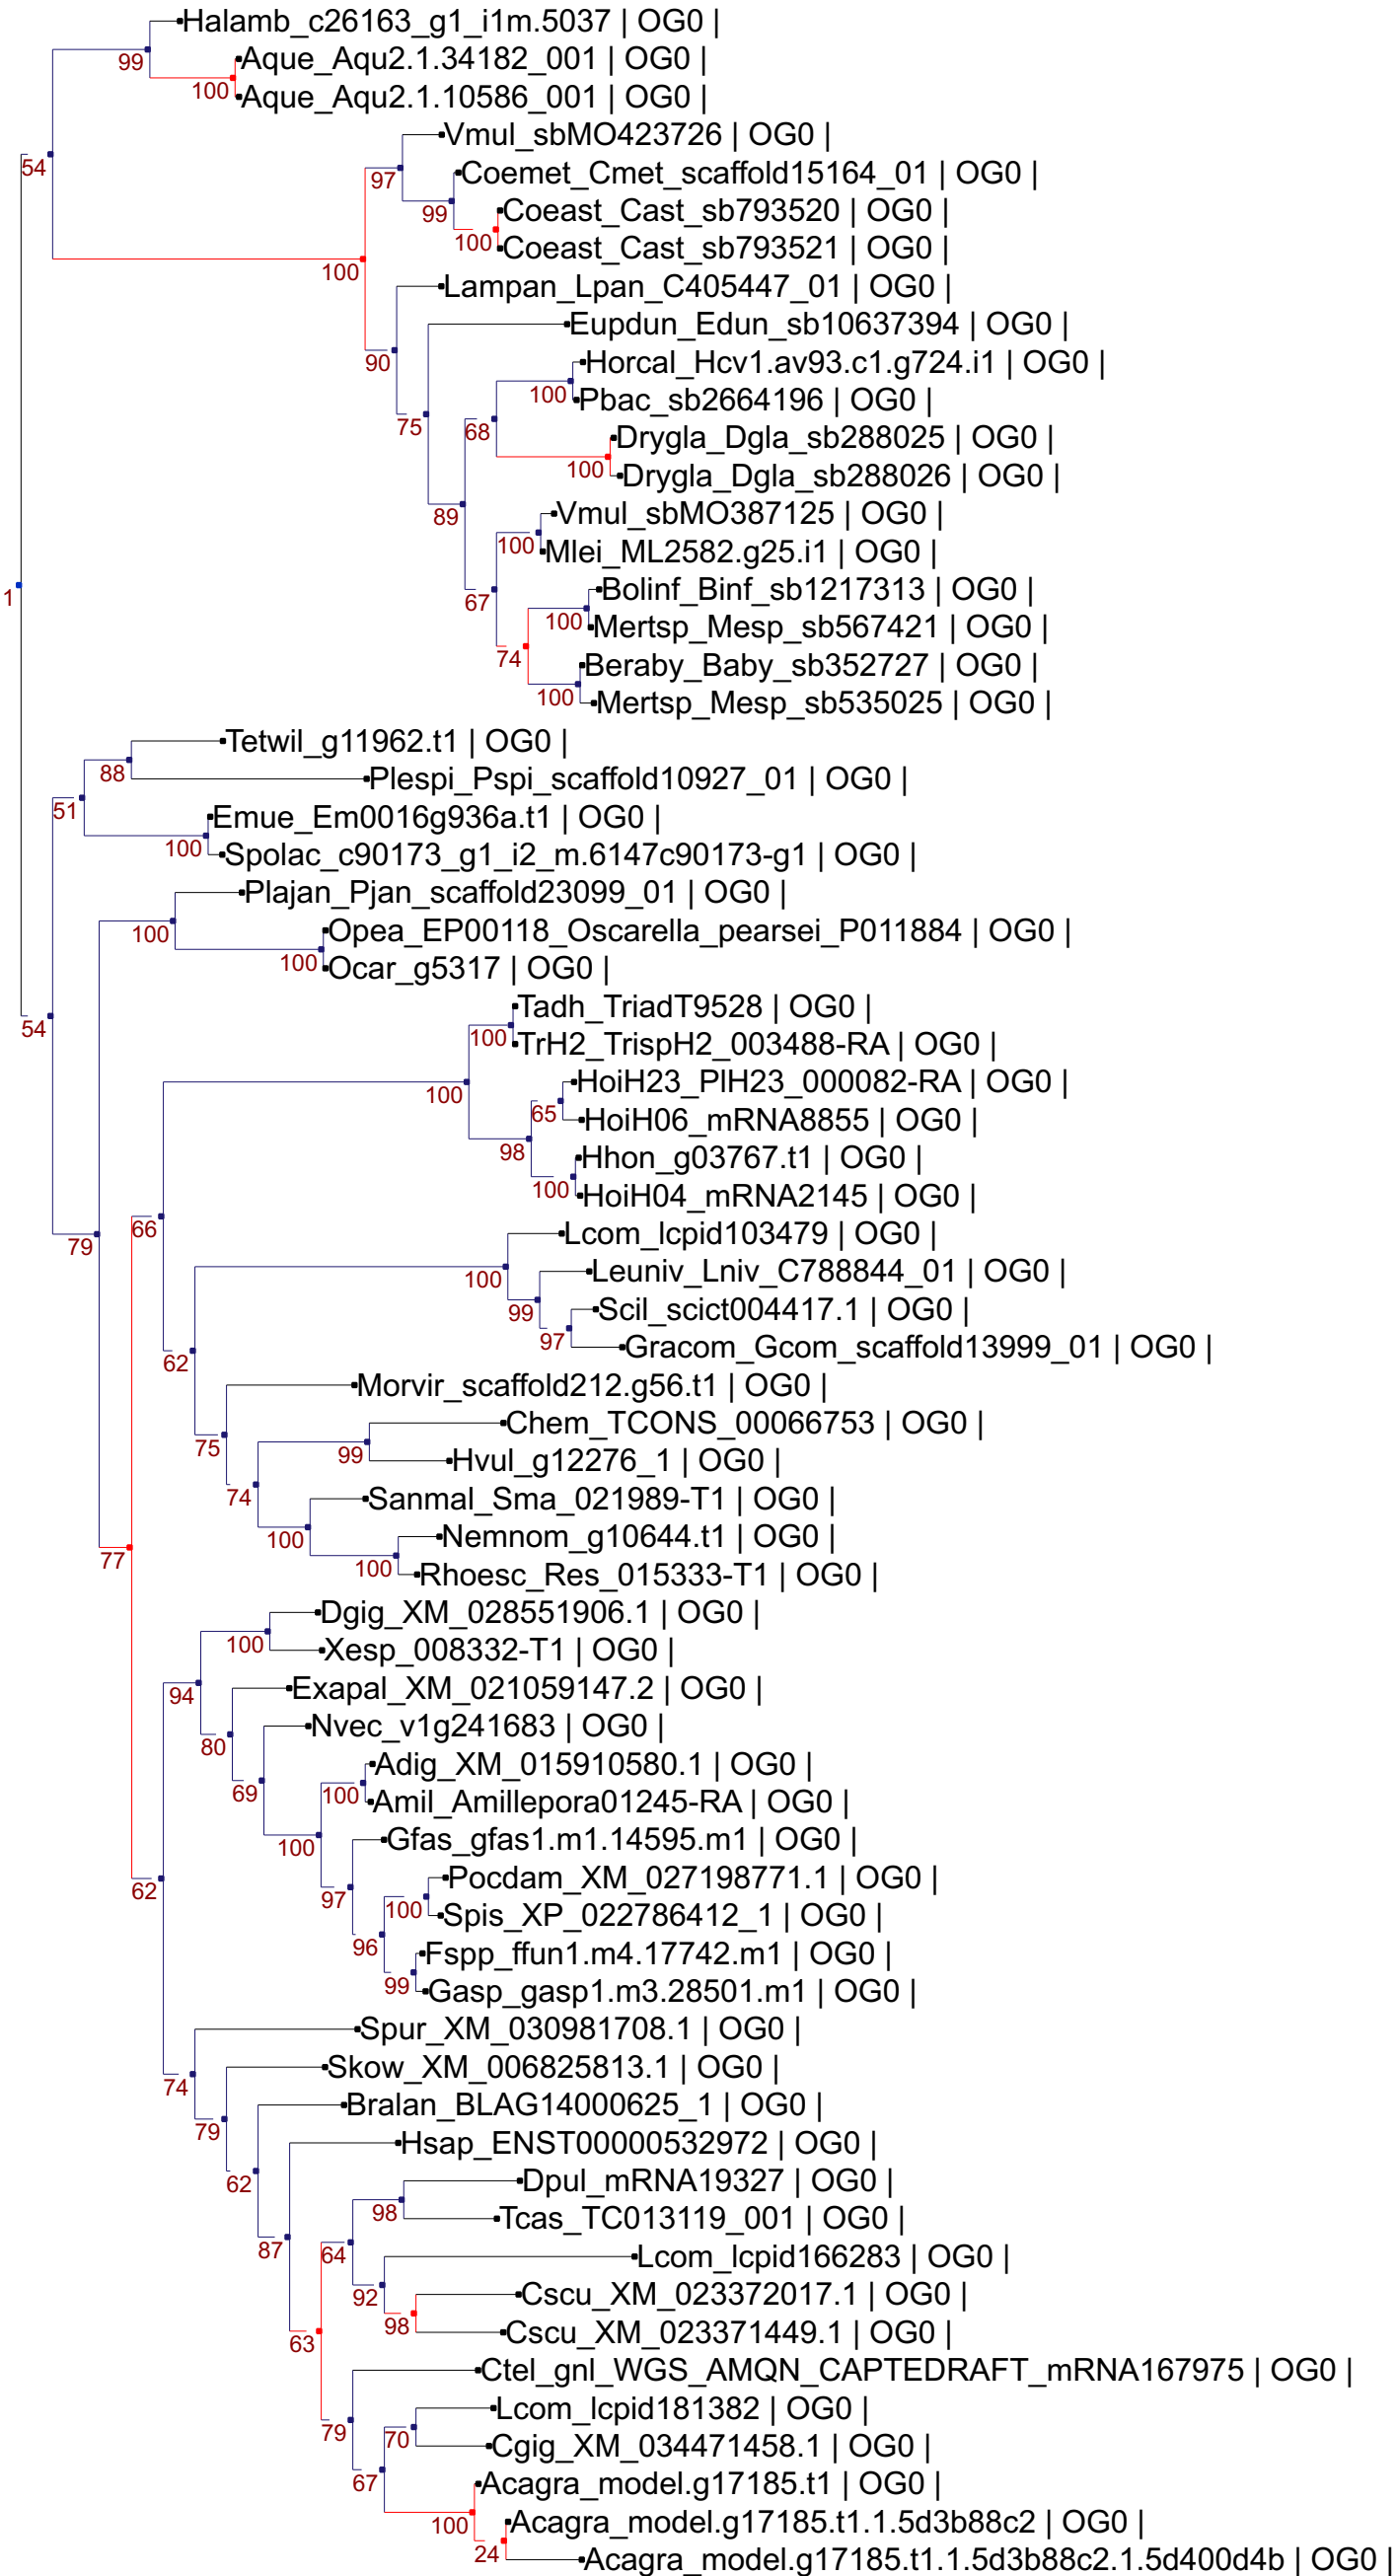 Halamb_c26163_g1_i1m.5037 | OG0 |
99
Aque_Aqu2.1.34182_001 | OG0 |
100
Aque_Aqu2.1.10586_001 | OG0 |
Vmul_sbMO423726 | OG0 |
54
97
Coemet_Cmet_scaffold15164_01 | OG0 |
99
Coeast_Cast_sb793520 | OG0 |
100
Coeast_Cast_sb793521 | OG0 |
100
Lampan_Lpan_C405447_01 | OG0 |
Eupdun_Edun_sb10637394 | OG0 |
90
Horcal_Hcv1.av93.c1.g724.i1 | OG0 |
100
Pbac_sb2664196 | OG0 |
75
68
Drygla_Dgla_sb288025 | OG0 |
100
Drygla_Dgla_sb288026 | OG0 |
89
Vmul_sbMO387125 | OG0 |
100
Mlei_ML2582.g25.i1 | OG0 |
Bolinf_Binf_sb1217313 | OG0 |
1
67
100
Mertsp_Mesp_sb567421 | OG0 |
74
Beraby_Baby_sb352727 | OG0 |
100
Mertsp_Mesp_sb535025 | OG0 |
Tetwil_g11962.t1 | OG0 |
88
Plespi_Pspi_scaffold10927_01 | OG0 |
51
Emue_Em0016g936a.t1 | OG0 |
100
Spolac_c90173_g1_i2_m.6147c90173-g1 | OG0 |
Plajan_Pjan_scaffold23099_01 | OG0 |
100
Opea_EP00118_Oscarella_pearsei_P011884 | OG0 |
100
Ocar_g5317 | OG0 |
Tadh_TriadT9528 | OG0 |
54
100
TrH2_TrispH2_003488-RA | OG0 |
100
HoiH23_PlH23_000082-RA | OG0 |
65
HoiH06_mRNA8855 | OG0 |
98
Hhon_g03767.t1 | OG0 |
100
HoiH04_mRNA2145 | OG0 |
66
79
Lcom_lcpid103479 | OG0 |
100
Leuniv_Lniv_C788844_01 | OG0 |
99
Scil_scict004417.1 | OG0 |
97
Gracom_Gcom_scaffold13999_01 | OG0 |
62
Morvir_scaffold212.g56.t1 | OG0 |
75
Chem_TCONS_00066753 | OG0 |
99
Hvul_g12276_1 | OG0 |
74
Sanmal_Sma_021989-T1 | OG0 |
100
Nemnom_g10644.t1 | OG0 |
77
100
Rhoesc_Res_015333-T1 | OG0 |
Dgig_XM_028551906.1 | OG0 |
100
Xesp_008332-T1 | OG0 |
94
Exapal_XM_021059147.2 | OG0 |
80
Nvec_v1g241683 | OG0 |
69
Adig_XM_015910580.1 | OG0 |
100
Amil_Amillepora01245-RA | OG0 |
100
Gfas_gfas1.m1.14595.m1 | OG0 |
62
97
Pocdam_XM_027198771.1 | OG0 |
100
Spis_XP_022786412_1 | OG0 |
96
Fspp_ffun1.m4.17742.m1 | OG0 |
99
Gasp_gasp1.m3.28501.m1 | OG0 |
Spur_XM_030981708.1 | OG0 |
74
Skow_XM_006825813.1 | OG0 |
79
Bralan_BLAG14000625_1 | OG0 |
62
Hsap_ENST00000532972 | OG0 |
Dpul_mRNA19327 | OG0 |
98
Tcas_TC013119_001 | OG0 |
87
64
Lcom_lcpid166283 | OG0 |
92
Cscu_XM_023372017.1 | OG0 |
98
Cscu_XM_023371449.1 | OG0 |
63
Ctel_gnl_WGS_AMQN_CAPTEDRAFT_mRNA167975 | OG0 |
79
Lcom_lcpid181382 | OG0 |
70
Cgig_XM_034471458.1 | OG0 |
67
Acagra_model.g17185.t1 | OG0 |
100
Acagra_model.g17185.t1.1.5d3b88c2 | OG0 |
24
Acagra_model.g17185.t1.1.5d3b88c2.1.5d400d4b | OG0 |